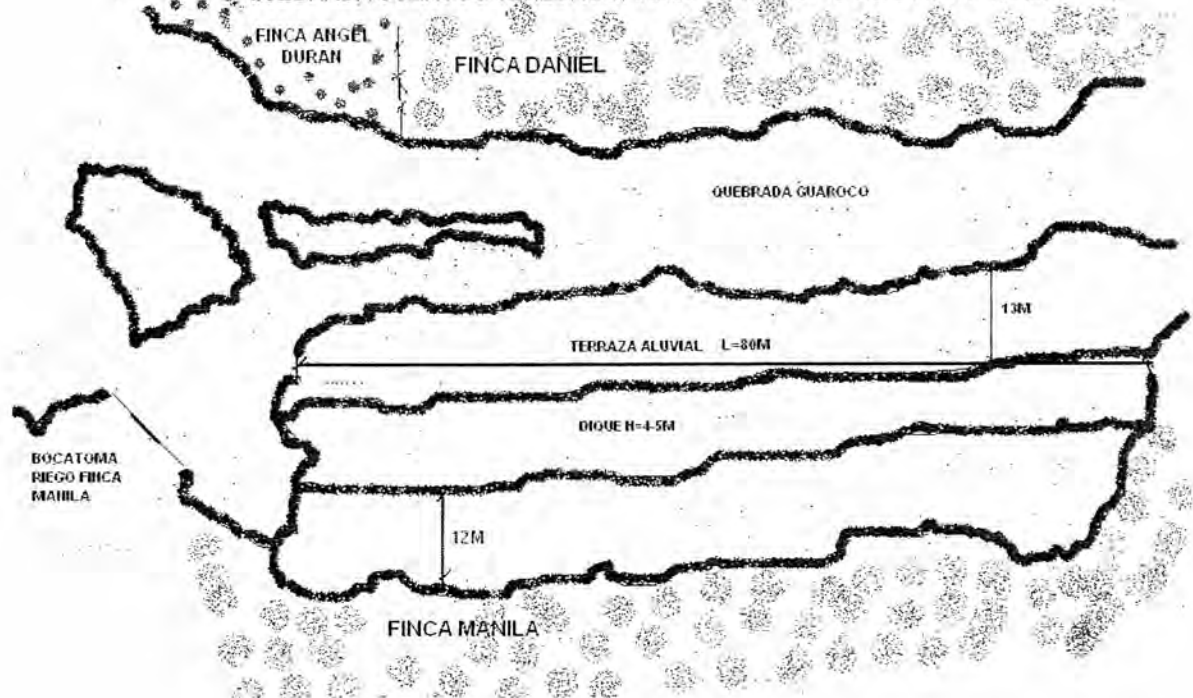 FINCA ANGEL
DURAN
FINCA DANIEL
QUEBRADA GUAROCO
13M
TERRAZA ALUVIAL L=80M
DIQUE H=4-5M
BOCATOMA
RIEGO FINCA
MANILA
12M
FINCA MANILA